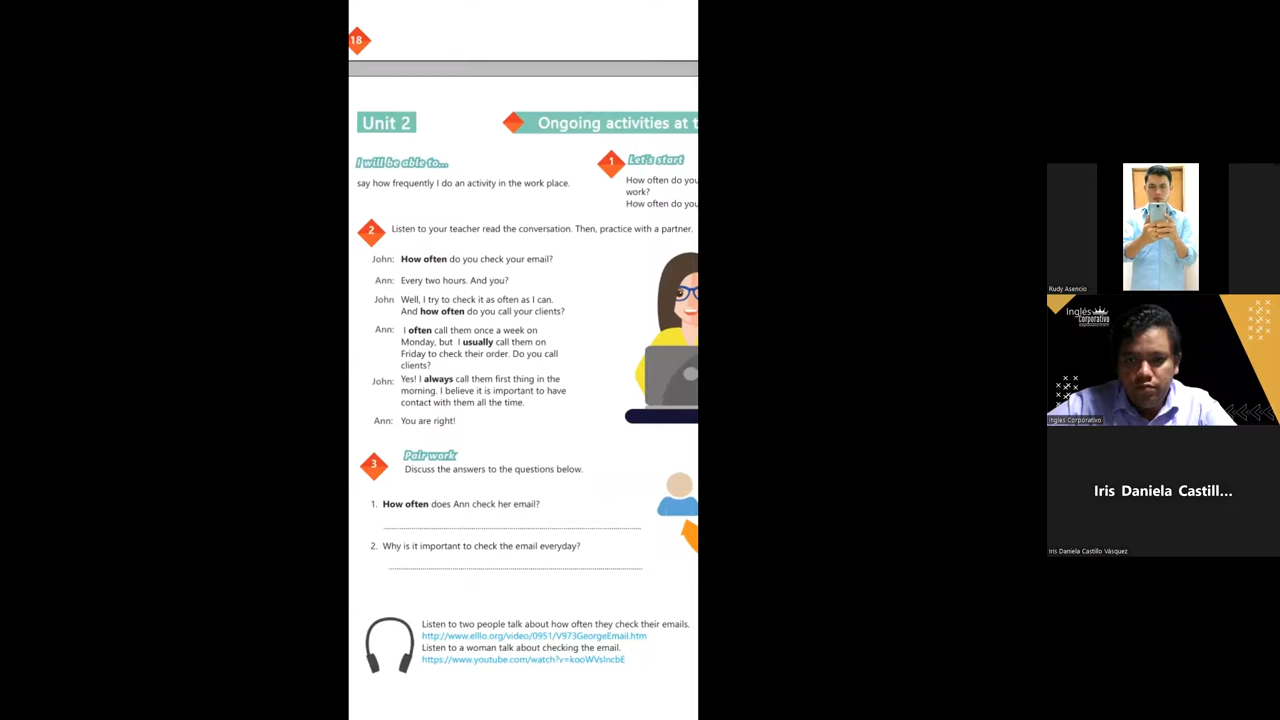 18
Unit 2
Ongoing activities at t
I will be able to...
say how frequently I do an activity in the work place.
1
Let's start
How often do you
work?
How often do you
2
Listen to your teacher read the conversation. Then, practice with a partner.
John: How often do you check your email?
Ann: Every two hours. And you?
John Well, I try to check it as often as I can.
And how often do you call your clients?
Ann: I often call them once a week on
Monday, but I usually call them on
Friday to check their order. Do you call
clients?
John: Yes! I always call them first thing in the
morning. I believe it is important to have
contact with them all the time.
Ann: You are right!
3
Pair work
Discuss the answers to the questions below.
1. How often does Ann check her email?
2. Why is it important to check the email everyday?
Listen to two people talk about how often they check their emails.
http://www.elllo.org/video/0951/V973GeorgeEmail.htm
Listen to a woman talk about checking the email.
https://www.youtube.com/watch?v=kooWVsIncbE
Rudy Asencio
Inglés
corporativo
Inglés Corporativo
Iris Daniela Castill...
Iris Daniela Castillo Vásquez